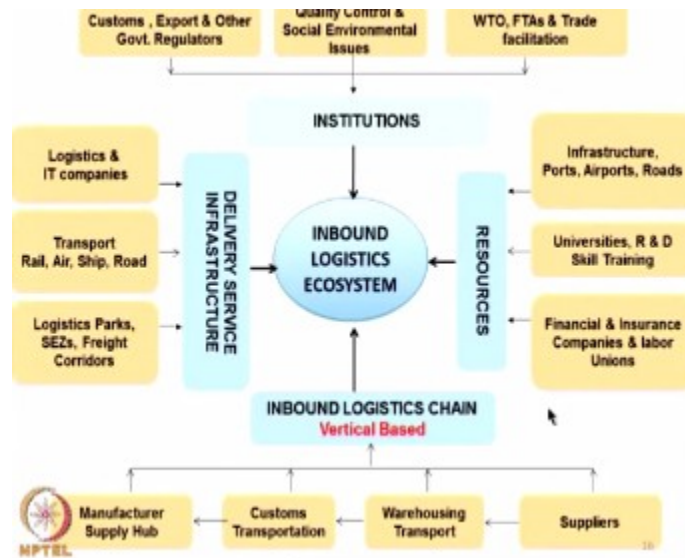 Customs , Export & Other
Govt. Regulators
Quality Control &
Social Environmental
Issues
WTO, FTAs & Trade
facilitation
INSTITUTIONS
Logistics &
IT companies
Transport
Rail, Air, Ship, Road
Logistics Parks,
SEZs, Freight
Corridors
DELIVERY SERVICE
INFRASTRUCTURE
INBOUND
LOGISTICS
ECOSYSTEM
RESOURCES
Infrastructure,
Ports, Airports, Roads
Universities, R & D
Skill Training
Financial & Insurance
Companies & labor
Unions
INBOUND LOGISTICS CHAIN
Vertical Based
Manufacturer
Supply Hub
Customs
Transportation
Warehousing
Transport
Suppliers
NPTEL